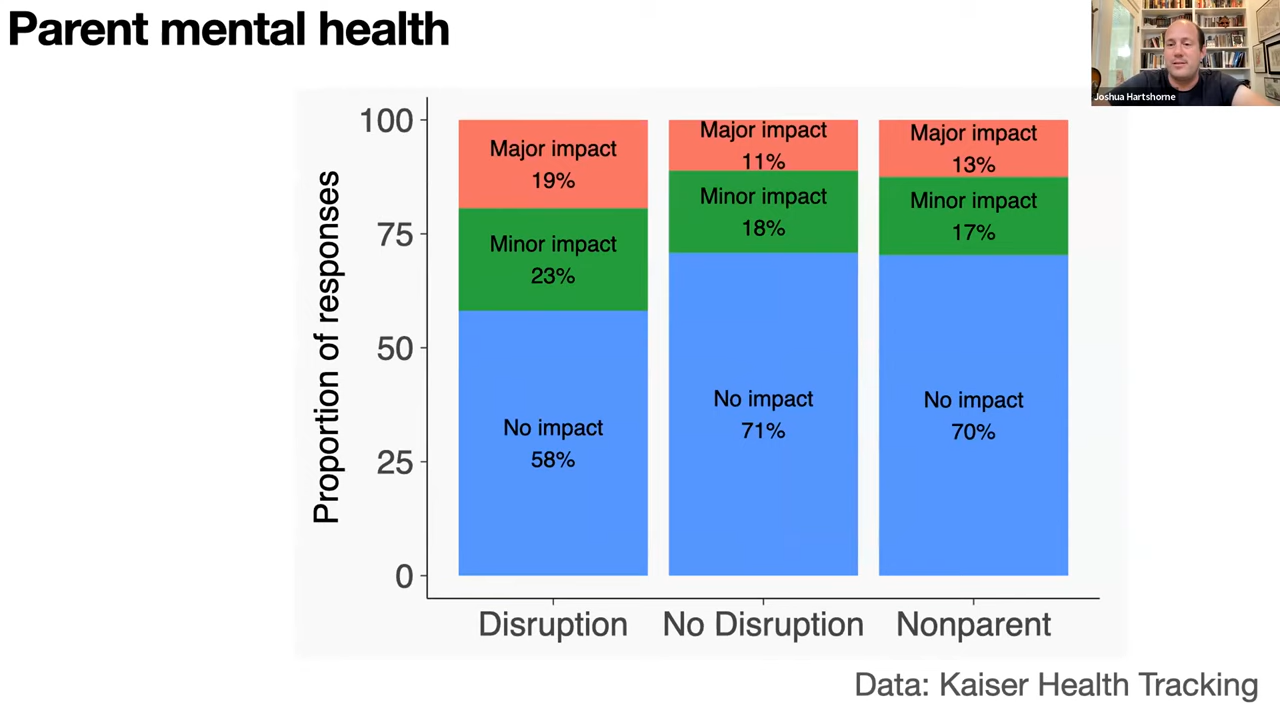 Parent mental health
Joshua Hartshorne
Proportion of responses
100
75
50
25
0
Major impact
19%
Minor impact
23%
No impact
58%
Major impact
11%
Minor impact
18%
No impact
71%
Major impact
13%
Minor impact
17%
No impact
70%
Disruption
No Disruption
Nonparent
Data: Kaiser Health Tracking